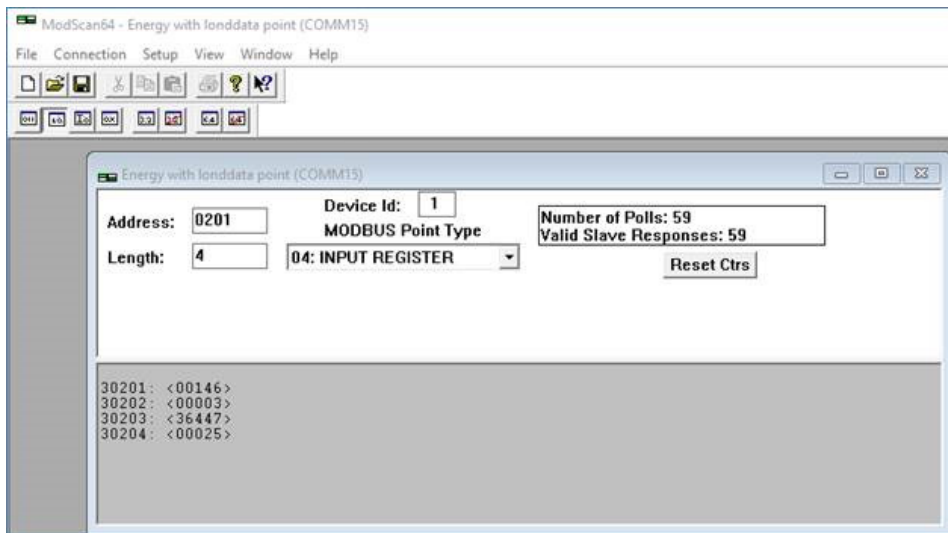 ModScan64 - Energy with londdata point (COMM15)
File Connection Setup View Window Help
Energy with londdata point (COMM15)
Address: 0201
Device Id: 1
MODBUS Point Type
Length: 4
04: INPUT REGISTER
Number of Polls: 59
Valid Slave Responses: 59
Reset Ctrs
30201: <00146>
30202: <00003>
30203: <36447>
30204: <00025>